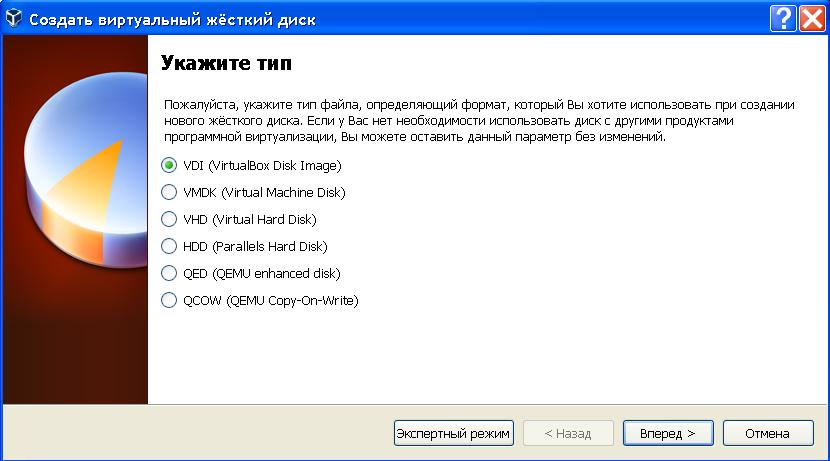 Создать виртуальный жёсткий диск
Укажите тип
Пожалуйста, укажите тип файла, определяющий формат, который Вы хотите использовать при создании
нового жёсткого диска. Если у Вас нет необходимости использовать диск с другими продуктами
программной виртуализации, Вы можете оставить данный параметр без изменений.
VDI (VirtualBox Disk Image)
VMDK (Virtual Machine Disk)
VHD (Virtual Hard Disk)
HDD (Parallels Hard Disk)
QED (QEMU enhanced disk)
QCOW (QEMU Copy-On-Write)
Экспертный режим < Назад Вперед > Отмена